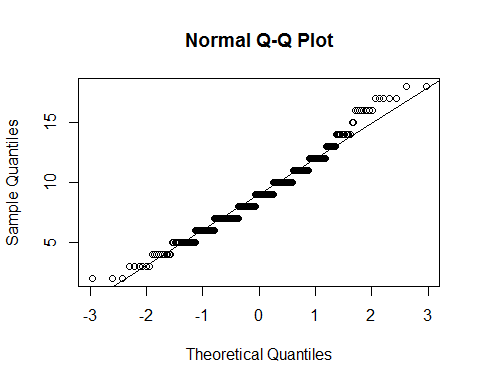 Normal Q-Q Plot
Sample Quantiles
15
10
5
-3 -2 -1 0 1 2 3
Theoretical Quantiles